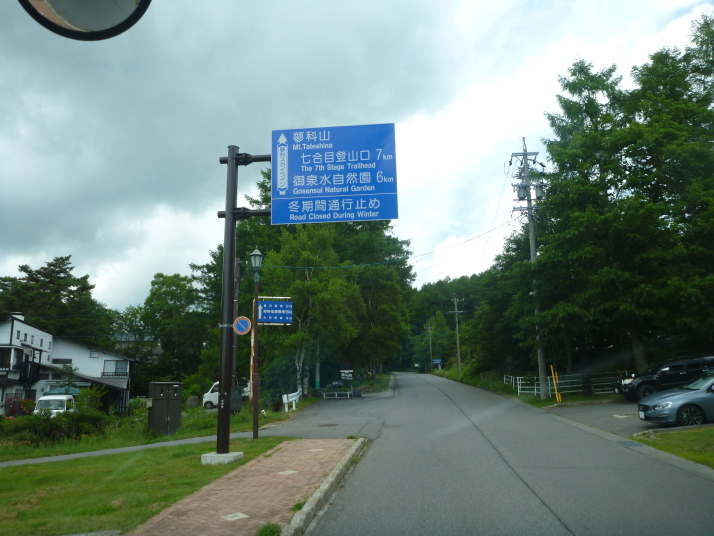 蓼科山
Mt.Tateshina
七合目登山口 7km
The 7th Stage Trailhead
御泉水自然園 6km
Gosensui Natural Garden
冬期間通行止め
Road Closed During Winter